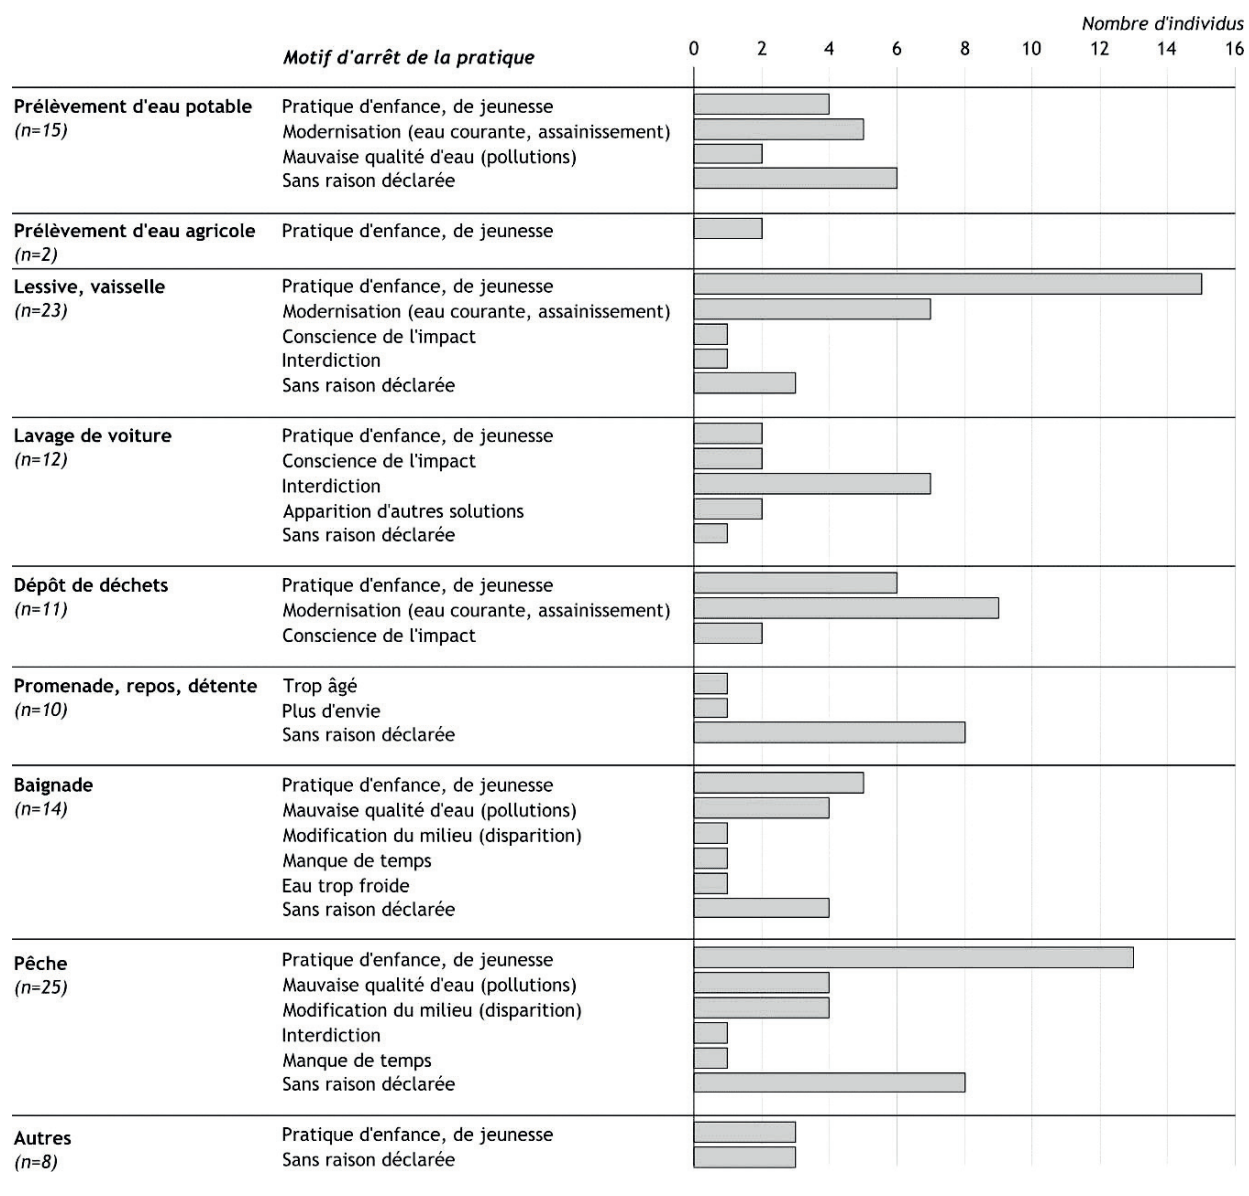 Nombre d'individus
Motif d'arrêt de la pratique
0 2 4 6 8 10 12 14 16
Prélèvement d'eau potable
(n=15)
Pratique d'enfance, de jeunesse
Modernisation (eau courante, assainissement)
Mauvaise qualité d'eau (pollutions)
Sans raison déclarée
Prélèvement d'eau agricole
(n=2)
Pratique d'enfance, de jeunesse
Lessive, vaisselle
(n=23)
Pratique d'enfance, de jeunesse
Modernisation (eau courante, assainissement)
Conscience de l'impact
Interdiction
Sans raison déclarée
Lavage de voiture
(n=12)
Pratique d'enfance, de jeunesse
Conscience de l'impact
Interdiction
Apparition d'autres solutions
Sans raison déclarée
Dépôt de déchets
(n=11)
Pratique d'enfance, de jeunesse
Modernisation (eau courante, assainissement)
Conscience de l'impact
Promenade, repos, détente
(n=10)
Trop âgé
Plus d'envie
Sans raison déclarée
Baignade
(n=14)
Pratique d'enfance, de jeunesse
Mauvaise qualité d'eau (pollutions)
Modification du milieu (disparition)
Manque de temps
Eau trop froide
Sans raison déclarée
Pêche
(n=25)
Pratique d'enfance, de jeunesse
Mauvaise qualité d'eau (pollutions)
Modification du milieu (disparition)
Interdiction
Manque de temps
Sans raison déclarée
Autres
(n=8)
Pratique d'enfance, de jeunesse
Sans raison déclarée